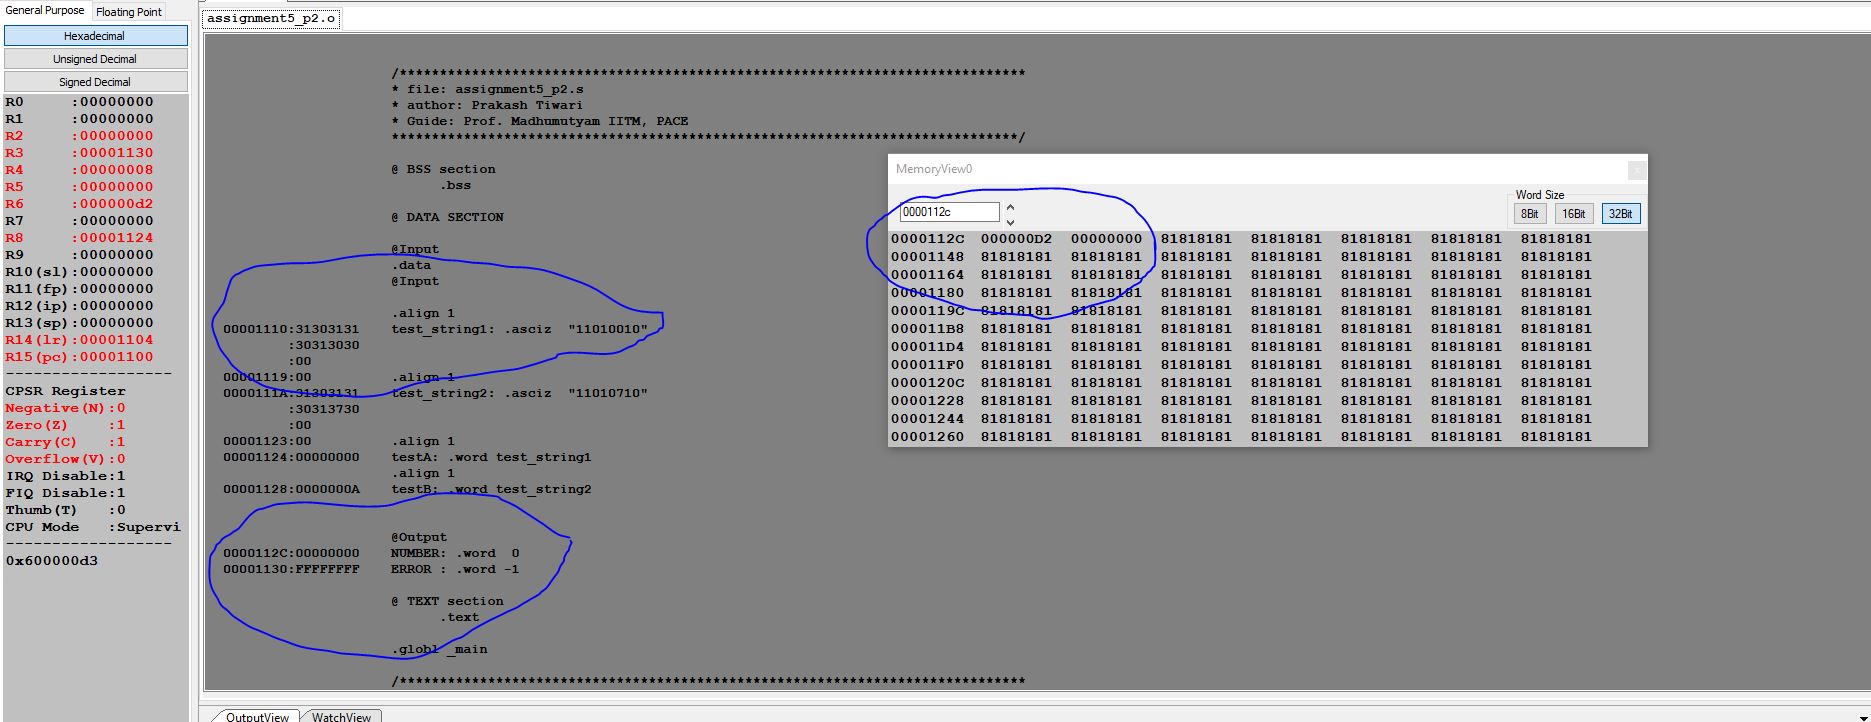 General Purpose Floating Point
Hexadecimal
Unsigned Decimal
Signed Decimal
R0 :00000000
R1 :00000000
R2 :00000000
R3 :00001130
R4 :00000008
R5 :00000000
R6 :000000d2
R7 :00000000
R8 :00001124
R9 :00000000
R10(sl):00000000
R11(fp):00000000
R12(ip):00000000
R13(sp):00000000
R14(lr):00001104
R15(pc):00001100
------------------
CPSR Register
Negative(N):0
Zero(Z) :1
Carry(C) :1
Overflow(V):0
IRQ Disable:1
FIQ Disable:1
Thumb(T) :0
CPU Mode :Supervi
------------------
0x600000d3
assignment5_p2.o
/******************************************************************************
* file: assignment5_p2.s
* author: Prakash Tiwari
* Guide: Prof. Madhumutyam IITM, PACE
******************************************************************************/
@ BSS section
.bss
@ DATA SECTION
@Input
.data
@Input
.align 1
00001110:31303131 test_string1: .asciz "11010010"
:30313030
:00
00001119:00 .align 1
0000111A:31303131 test_string2: .asciz "11010710"
:30313730
:00
00001123:00 .align 1
00001124:00000000 testA: .word test_string1
.align 1
00001128:0000000A testB: .word test_string2
@Output
0000112C:00000000 NUMBER: .word 0
00001130:FFFFFFFF ERROR : .word -1
@ TEXT section
.text
.globl _main
/******************************************************************************
MemoryView0
x
0000112c
Word Size
8Bit 16Bit 32Bit
0000112C 000000D2 00000000 81818181 81818181 81818181 81818181 81818181
00001148 81818181 81818181 81818181 81818181 81818181 81818181 81818181
00001164 81818181 81818181 81818181 81818181 81818181 81818181 81818181
00001180 81818181 81818181 81818181 81818181 81818181 81818181 81818181
0000119C 81818181 81818181 81818181 81818181 81818181 81818181 81818181
000011B8 81818181 81818181 81818181 81818181 81818181 81818181 81818181
000011D4 81818181 81818181 81818181 81818181 81818181 81818181 81818181
000011F0 81818181 81818181 81818181 81818181 81818181 81818181 81818181
0000120C 81818181 81818181 81818181 81818181 81818181 81818181 81818181
00001228 81818181 81818181 81818181 81818181 81818181 81818181 81818181
00001244 81818181 81818181 81818181 81818181 81818181 81818181 81818181
00001260 81818181 81818181 81818181 81818181 81818181 81818181 81818181
OutputView WatchView